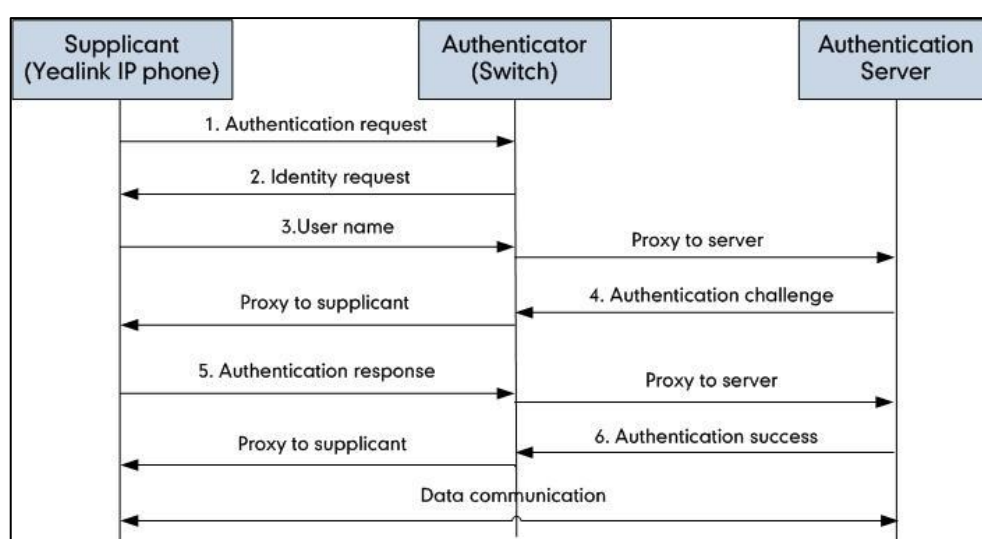 Supplicant
(Yealink IP phone)
Authenticator
(Switch)
Authentication
Server
1. Authentication request
2. Identity request
3.User name
Proxy to server
4. Authentication challenge
Proxy to supplicant
5. Authentication response
Proxy to server
6. Authentication success
Proxy to supplicant
Data communication